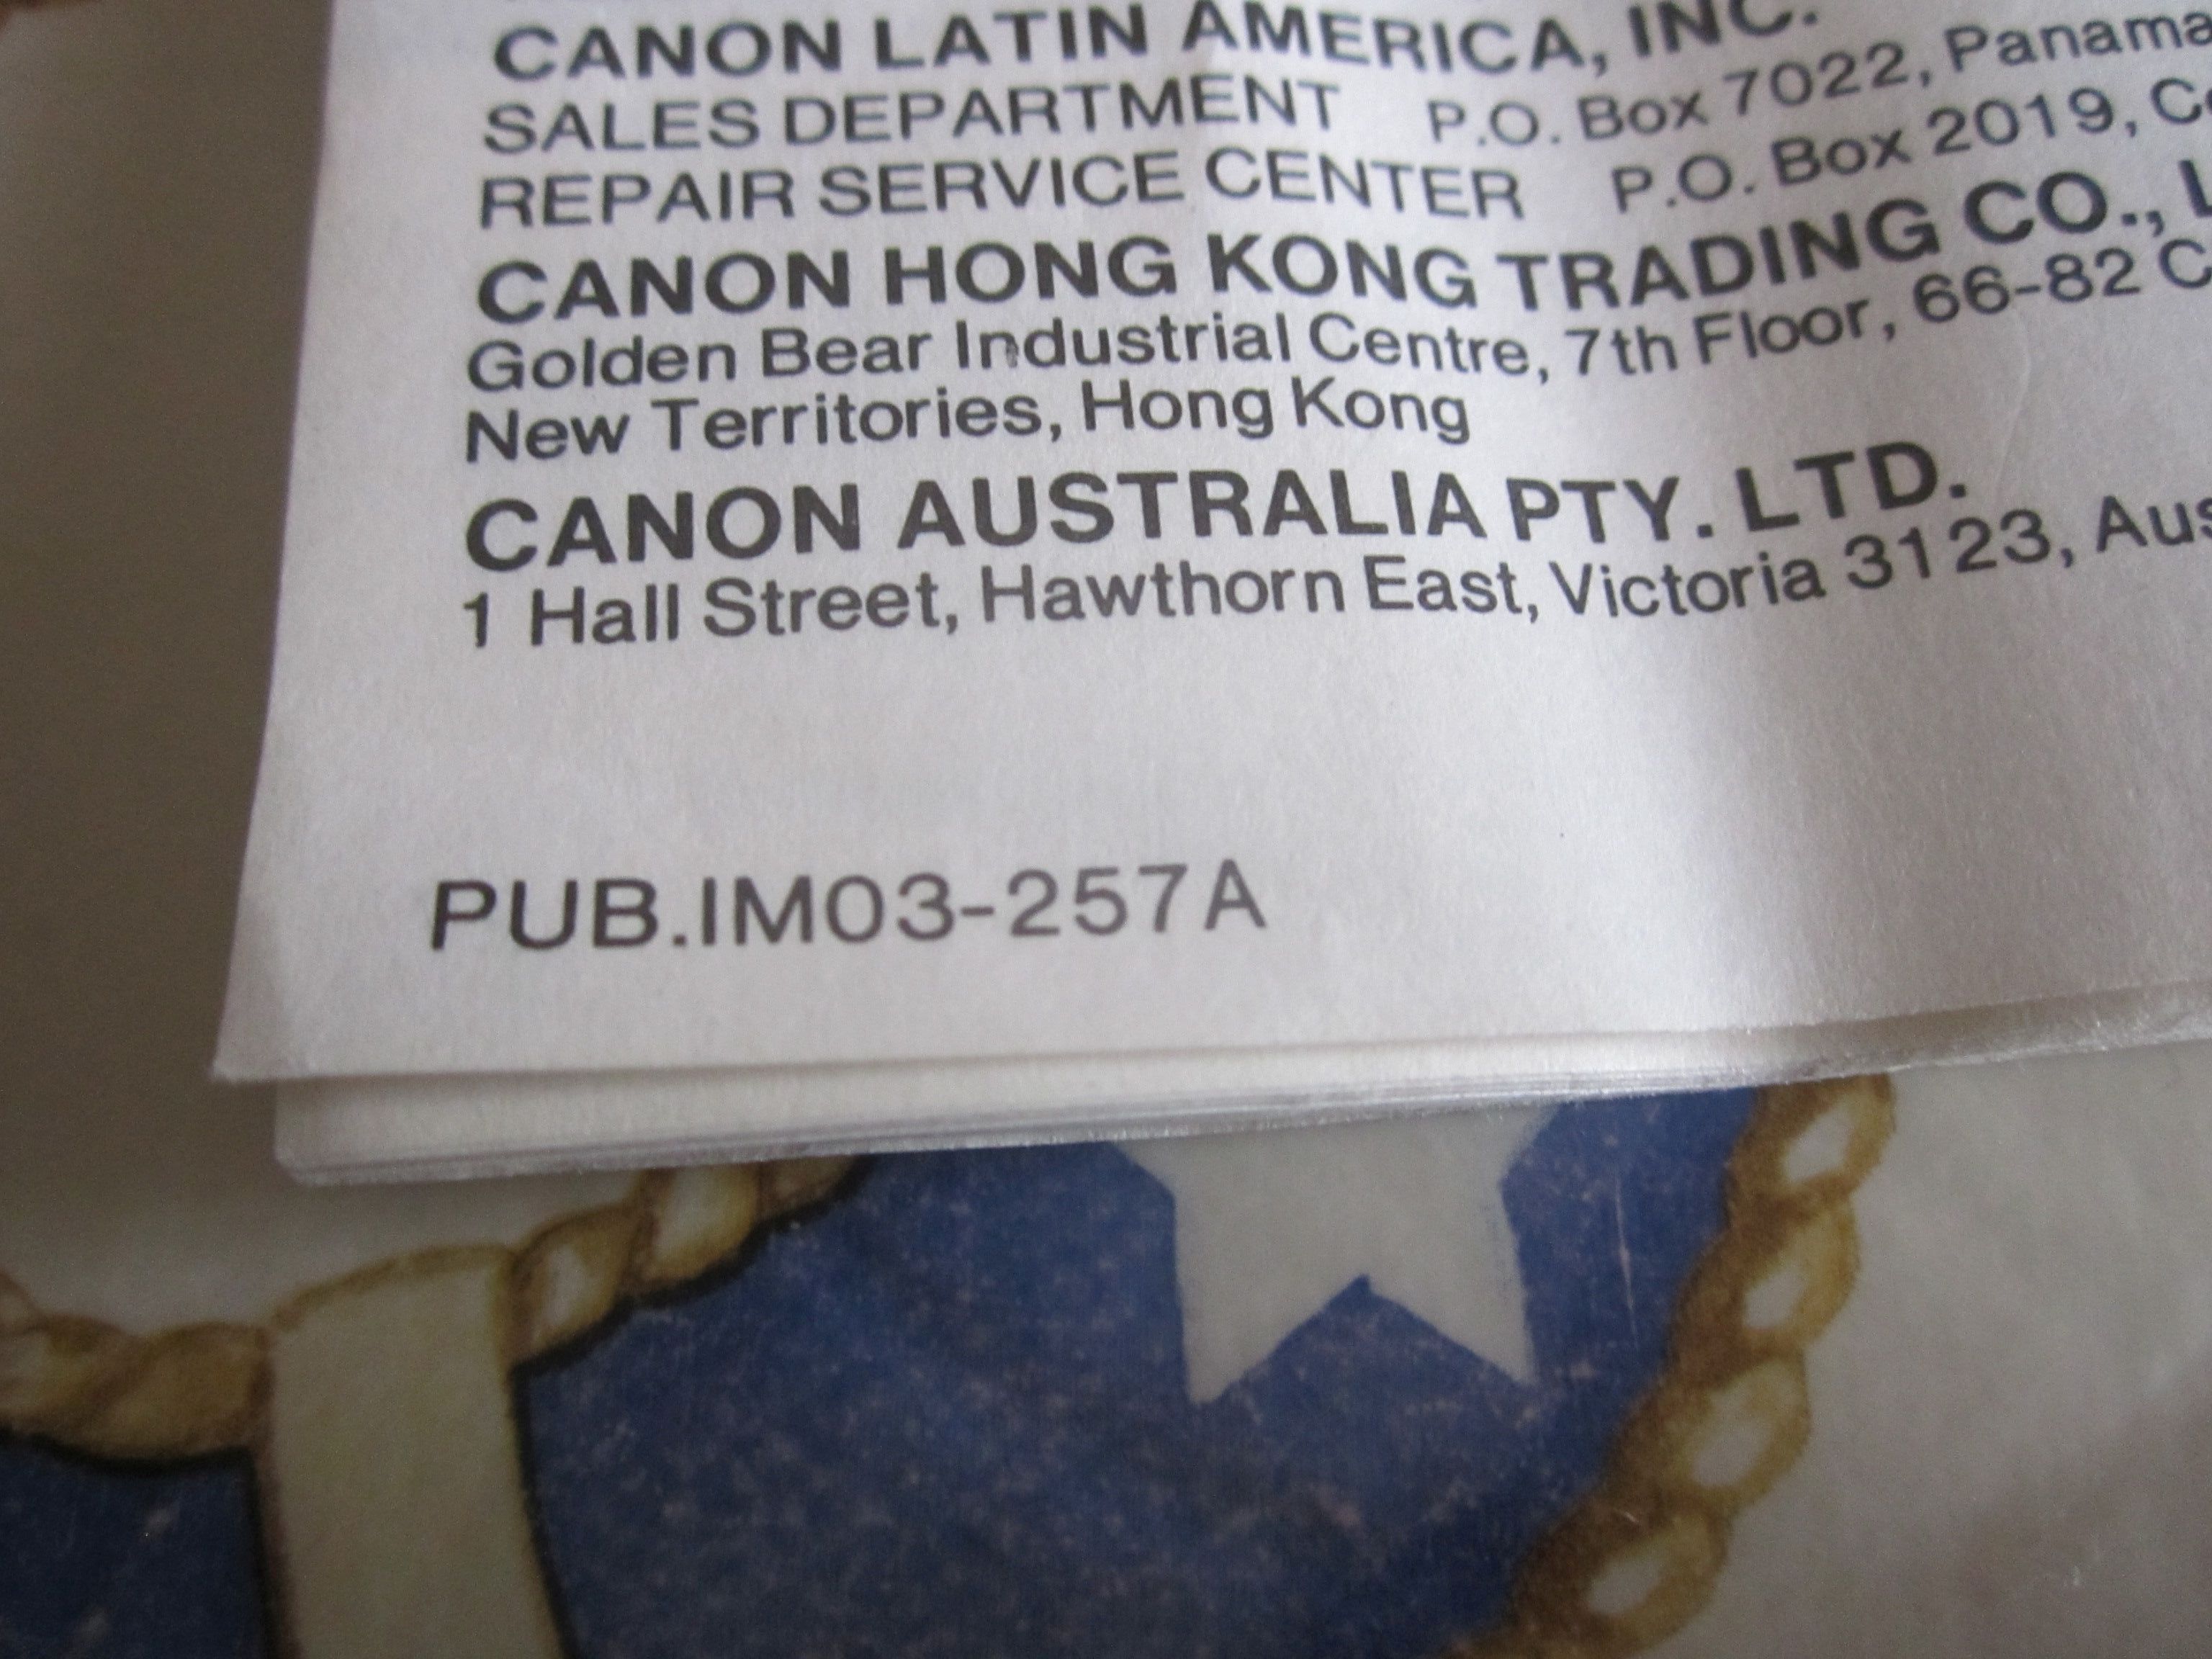 CANON LATIN AMERICA, INC.
SALES DEPARTMENT P.O. Box 7022, Panama
REPAIR SERVICE CENTER P.O. Box 2019,
CANON HONG KONG TRADING CO.,
Golden Bear Industrial Centre, 7th Floor, 66-82
New Territories, Hong Kong
CANON AUSTRALIA PTY. LTD.
1 Hall Street, Hawthorn East, Victoria 3123,
PUB.IM03-257A